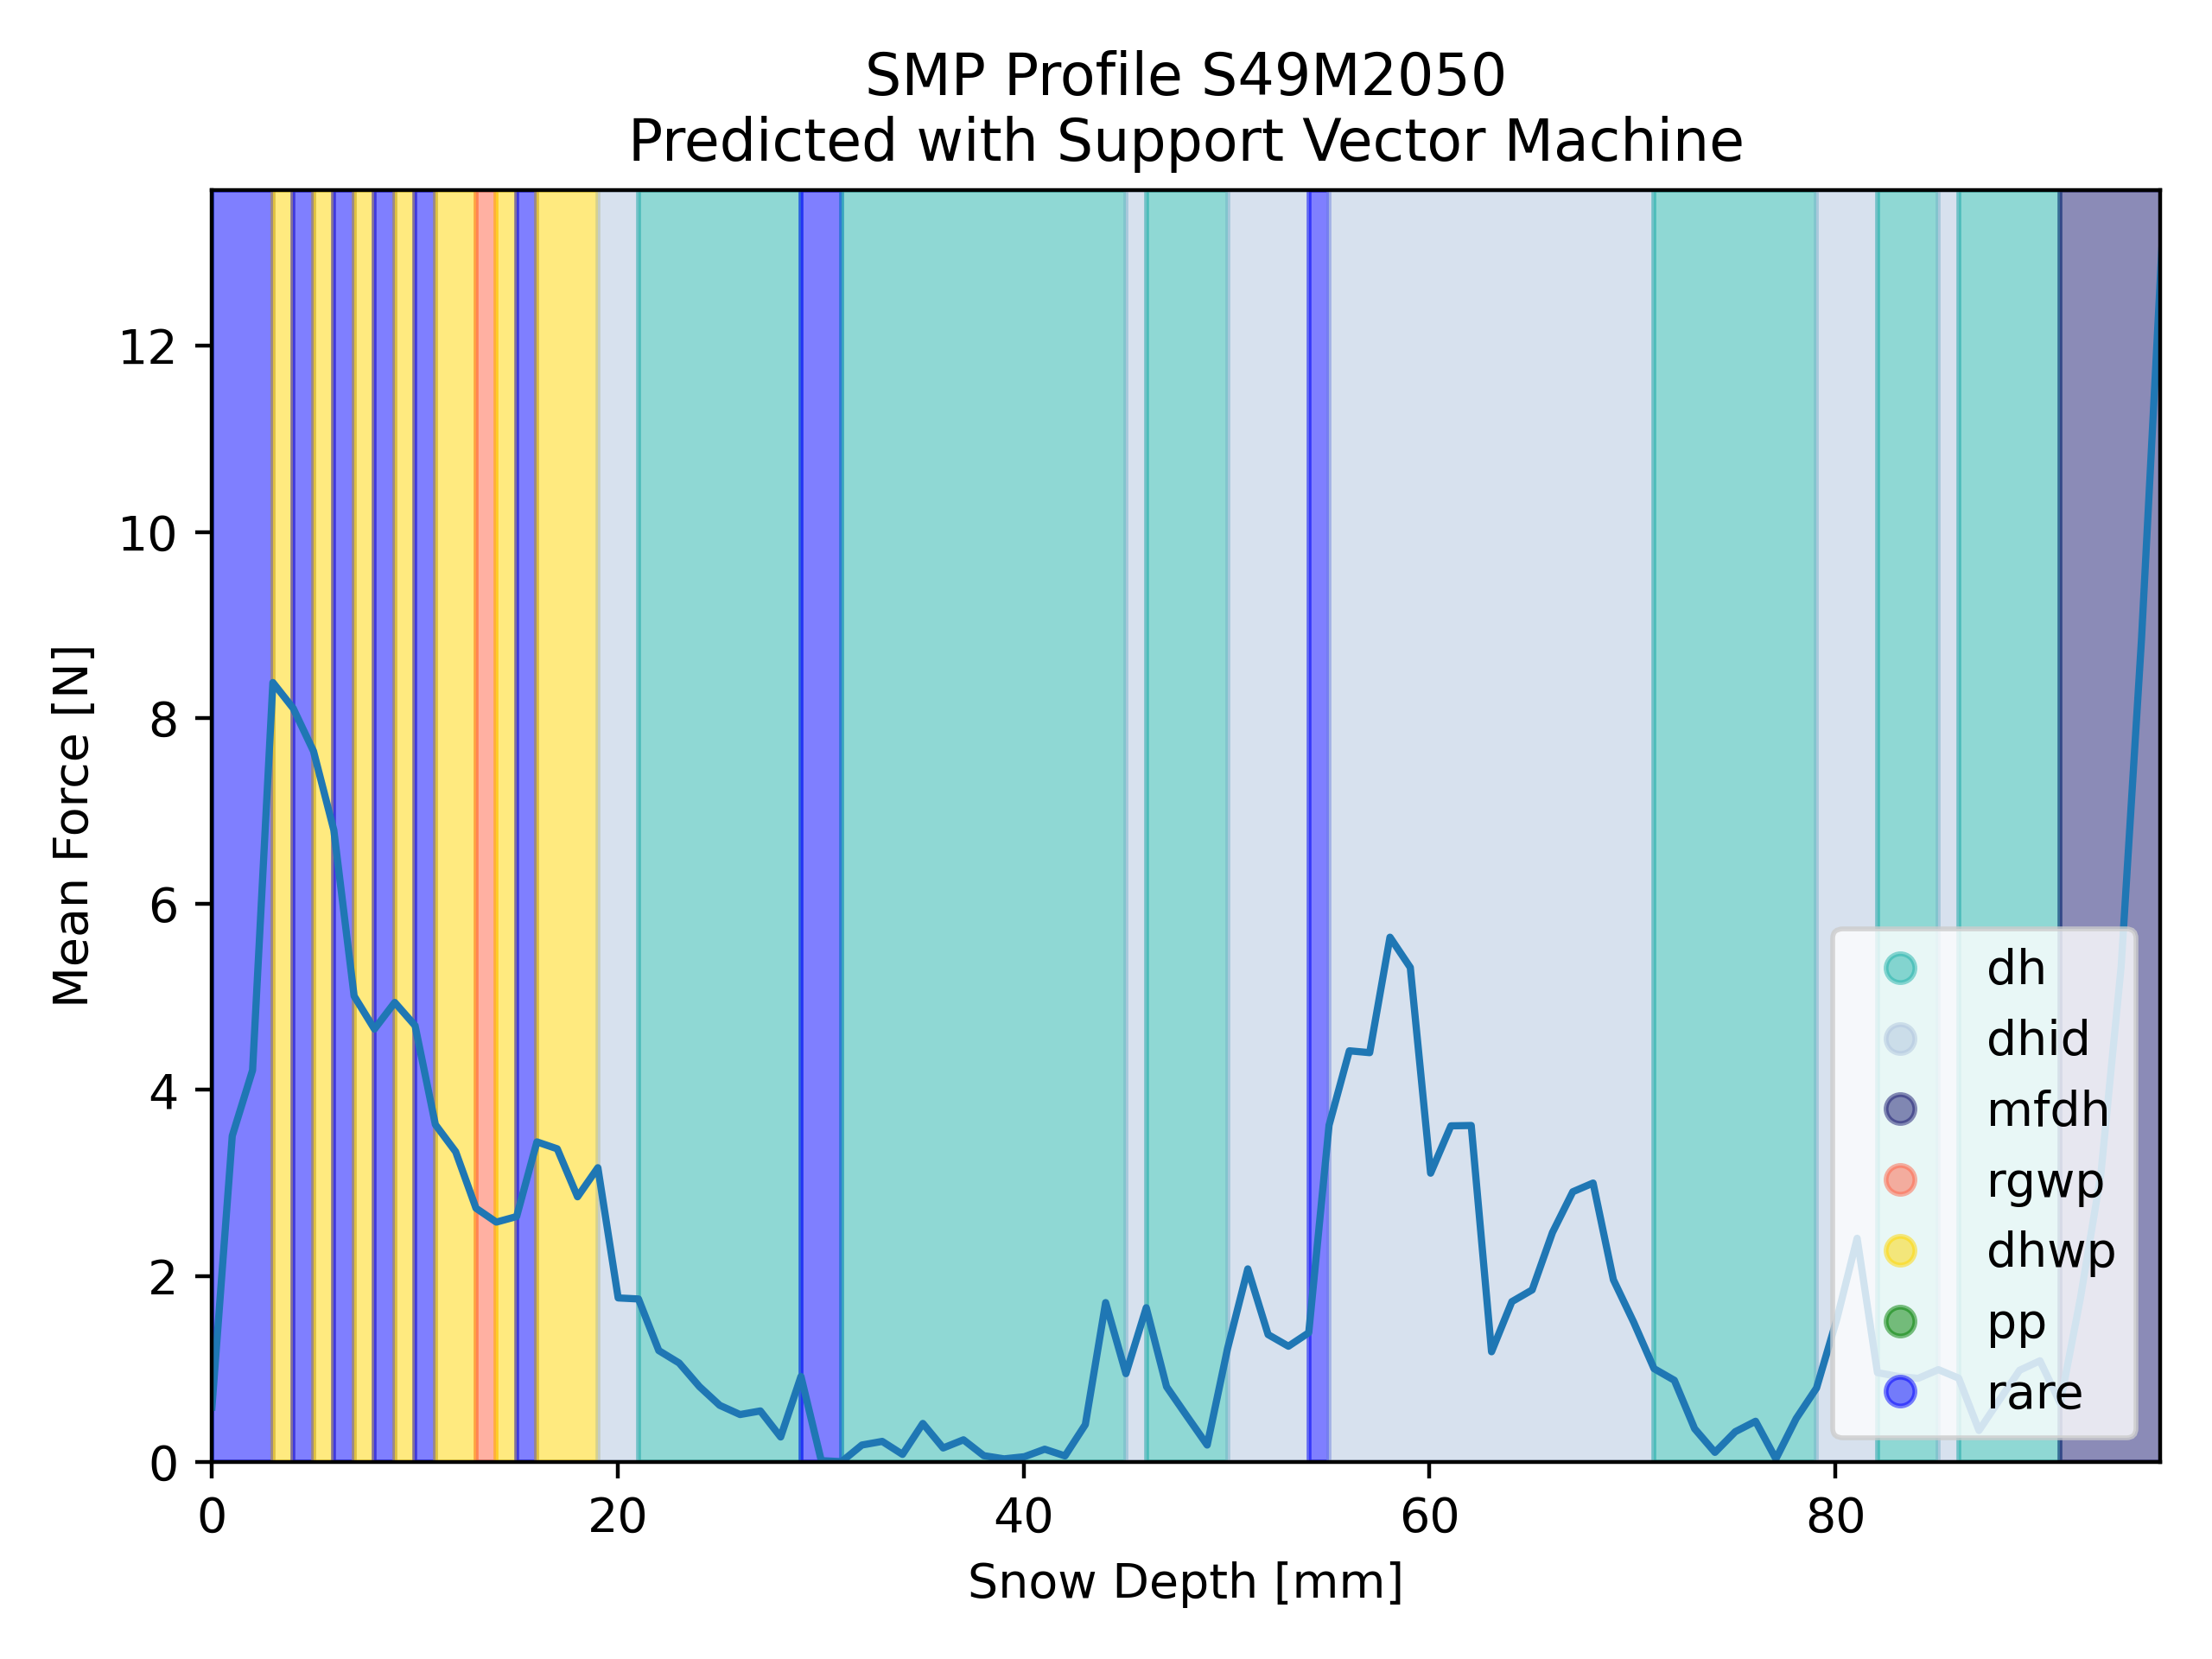 SMP Profile S49M2050
Predicted with Support Vector Machine
Mean Force [N]
12
10
8
6
4
2
0
dh
dhid
mfdh
rgwp
dhwp
pp
rare
0 20 40 60 80
Snow Depth [mm]